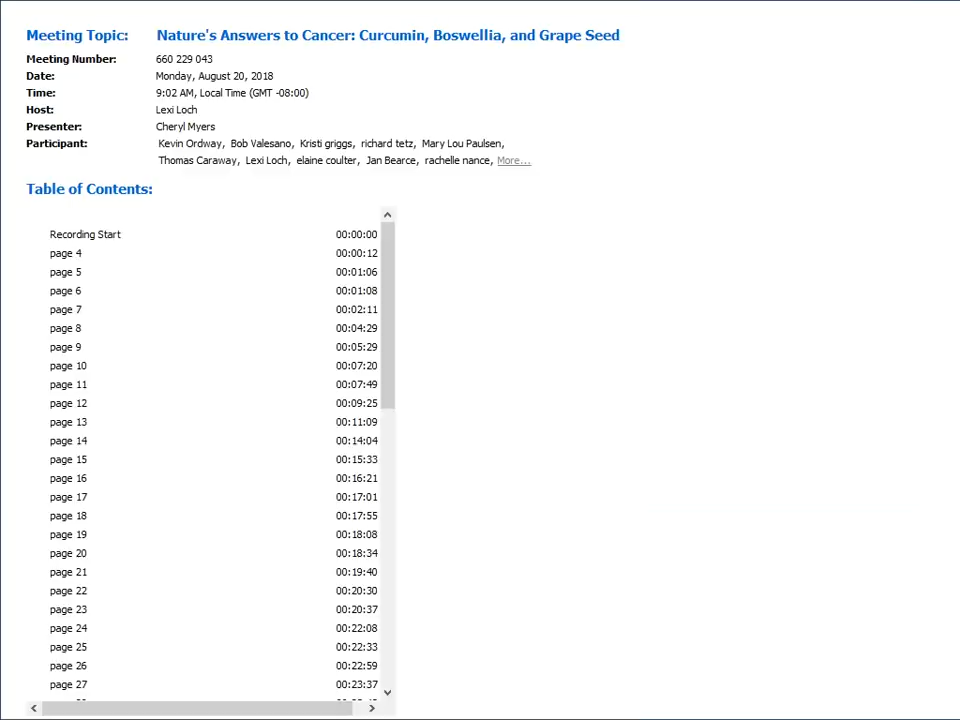 Meeting Topic: Nature's Answers to Cancer: Curcumin, Boswellia, and Grape Seed
Meeting Number: 660 229 043
Date: Monday, August 20, 2018
Time: 9:02 AM, Local Time (GMT -08:00)
Host: Lexi Loch
Presenter: Cheryl Myers
Participant: Kevin Ordway, Bob Valesano, Kristi griggs, richard tetz, Mary Lou Paulsen,
Thomas Caraway, Lexi Loch, elaine coulter, Jan Bearce, rachelle nance, More...
Table of Contents:
Recording Start 00:00:00
page 4 00:00:12
page 5 00:01:06
page 6 00:01:08
page 7 00:02:11
page 8 00:04:29
page 9 00:05:29
page 10 00:07:20
page 11 00:07:49
page 12 00:09:25
page 13 00:11:09
page 14 00:14:04
page 15 00:15:33
page 16 00:16:21
page 17 00:17:01
page 18 00:17:55
page 19 00:18:08
page 20 00:18:34
page 21 00:19:40
page 22 00:20:30
page 23 00:20:37
page 24 00:22:08
page 25 00:22:33
page 26 00:22:59
page 27 00:23:37